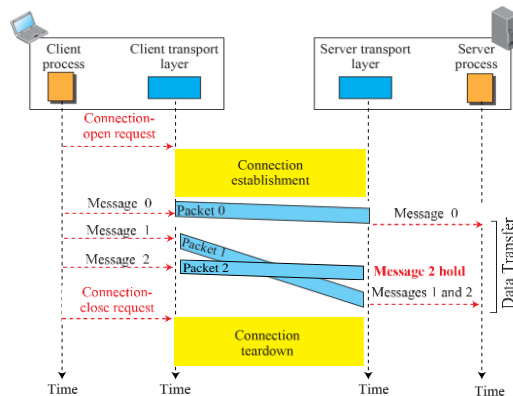 Client
process
Client transport
layer
Server transport
layer
Server
process
Connection-
open request
Connection
establishment
Message 0
Packet 0
Message 0
Message 1
Packet 1
Message 2
Packet 2
Message 2 hold
Messages 1 and 2
Data Transfer
Connection-
close request
Connection
teardown
Time
Time
Time
Time